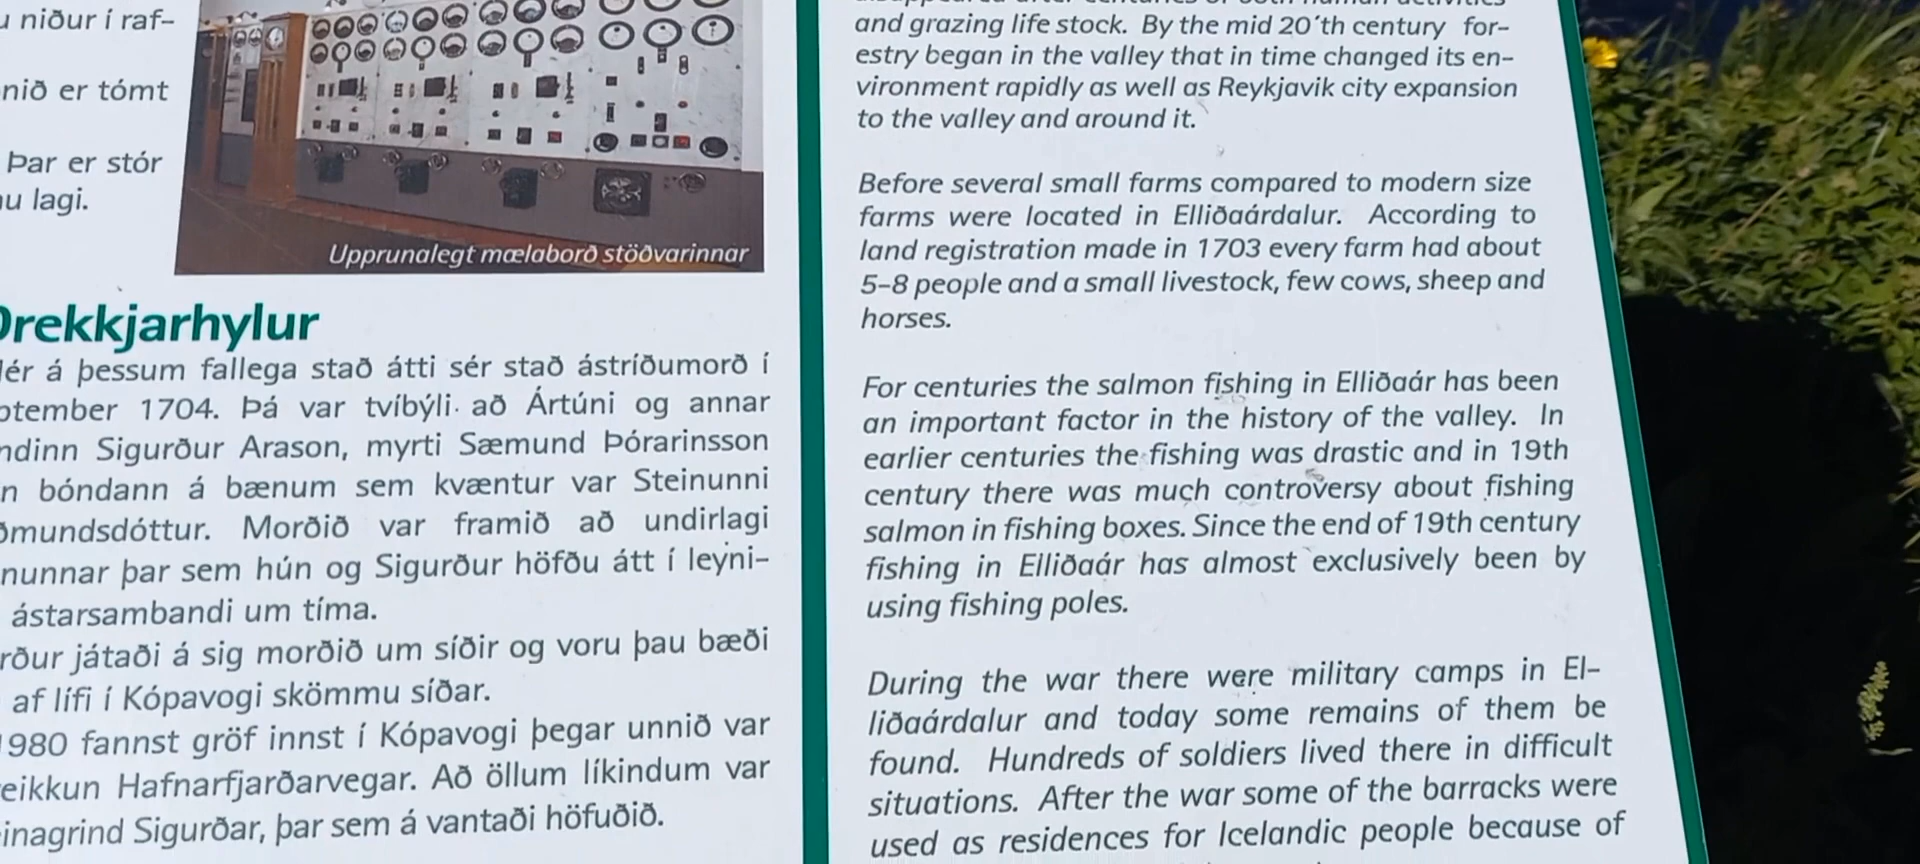 niður í raf-
nið er tómt
Þar er stór
u lagi.
Upprunalegt mælaborð stöðvarinnar
Drekkjarhylur
Hér á þessum fallega stað átti sér stað ástríðumorð í
ptember 1704. Þá var tvíbýli að Ártúni og annar
ndinn Sigurður Arason, myrti Sæmund Þórarinsson
n bóndann á bænum sem kvæntur var Steinunni
ðmundsdóttur. Morðið var framið að undirlagi
nunnar þar sem hún og Sigurður höfðu átt í leyni-
ástarsambandi um tíma.
rður játaði á sig morðið um síðir og voru þau bæði
af lífi í Kópavogi skömmu síðar.
1980 fannst gröf innst í Kópavogi þegar unnið var
eikkun Hafnarfjarðarvegar. Að öllum líkindum var
inagrind Sigurðar, þar sem á vantaði höfuðið.
and grazing life stock. By the mid 20´th century for-
estry began in the valley that in time changed its en-
vironment rapidly as well as Reykjavik city expansion
to the valley and around it.
Before several small farms compared to modern size
farms were located in Elliðaárdalur. According to
land registration made in 1703 every farm had about
5-8 people and a small livestock, few cows, sheep and
horses.
For centuries the salmon fishing in Elliðaár has been
an important factor in the history of the valley. In
earlier centuries the fishing was drastic and in 19th
century there was much controversy about fishing
salmon in fishing boxes. Since the end of 19th century
fishing in Elliðaár has almost exclusively been by
using fishing poles.
During the war there were military camps in El-
liðaárdalur and today some remains of them be
found. Hundreds of soldiers lived there in difficult
situations. After the war some of the barracks were
used as residences for Icelandic people because of